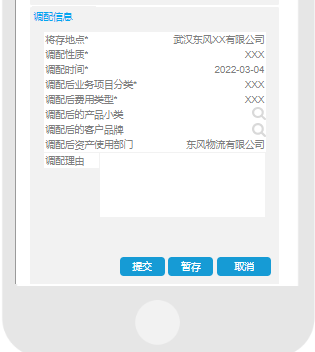 调配信息
将存地点* 武汉东风XX有限公司
调配性质* XXX
调配时间* 2022-03-04
调配后业务项目分类* XXX
调配后费用类型* XXX
调配后的产品小类
调配后的客户品牌
调配后资产使用部门 东风物流有限公司
调配理由
提交 暂存 取消